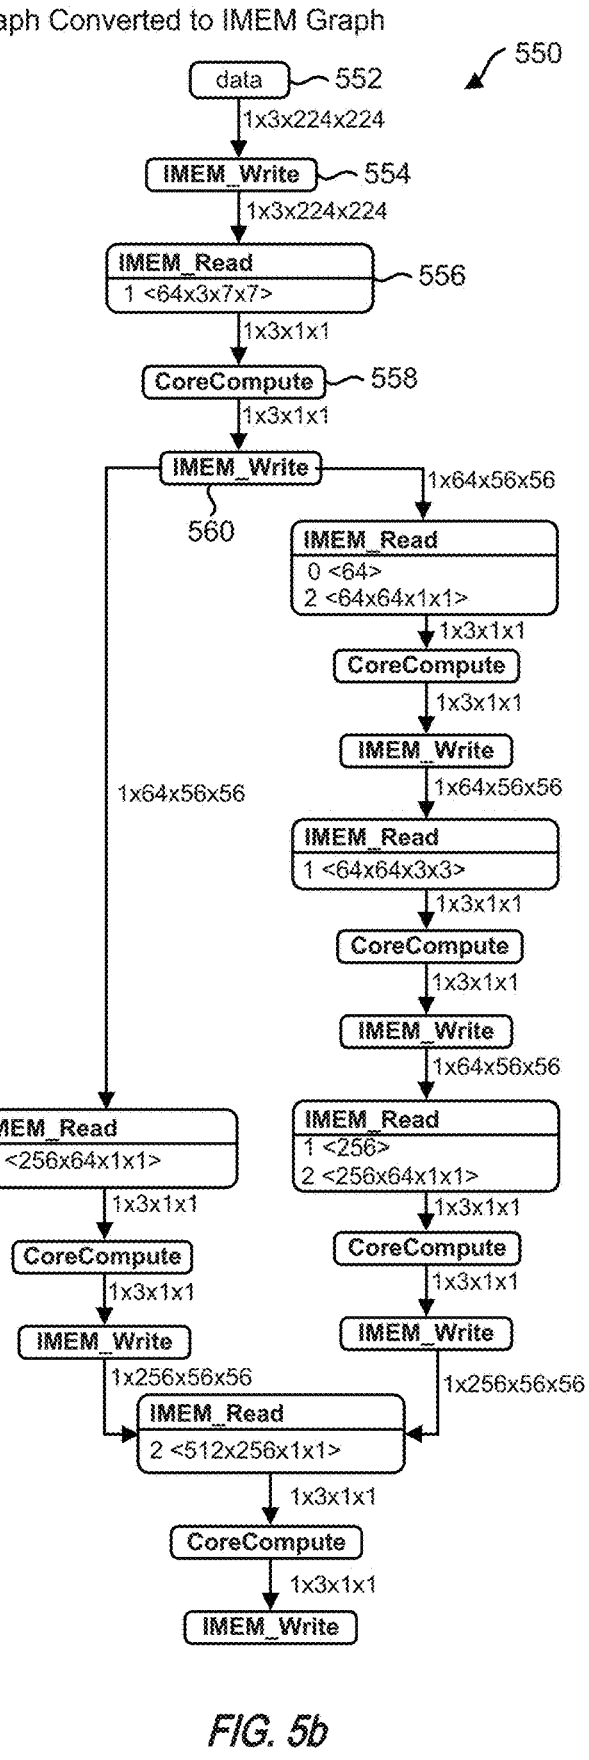 aph Converted to IMEM Graph
550
data
552
1x3x224x224
IMEM_Write
554
1x3x224x224
IMEM_Read
556
1 <64x3x7x7>
1x3x1x1
CoreCompute
558
1x3x1x1
IMEM_Write
560
1x64x56x56
IMEM_Read
0 <64>
2 <64x64x1x1>
1x3x1x1
CoreCompute
1x3x1x1
IMEM_Write
1x64x56x56
1x64x56x56
IMEM_Read
1 <64x64x3x3>
1x3x1x1
CoreCompute
1x3x1x1
IMEM_Write
1x64x56x56
MEM_Read
<256x64x1x1>
1x3x1x1
CoreCompute
1x3x1x1
IMEM_Write
1x256x56x56
IMEM_Read
1 <256>
2 <256x64x1x1>
1x3x1x1
CoreCompute
1x3x1x1
IMEM_Write
1x256x56x56
IMEM_Read
2 <512x256x1x1>
1x3x1x1
CoreCompute
1x3x1x1
IMEM_Write
FIG. 5b